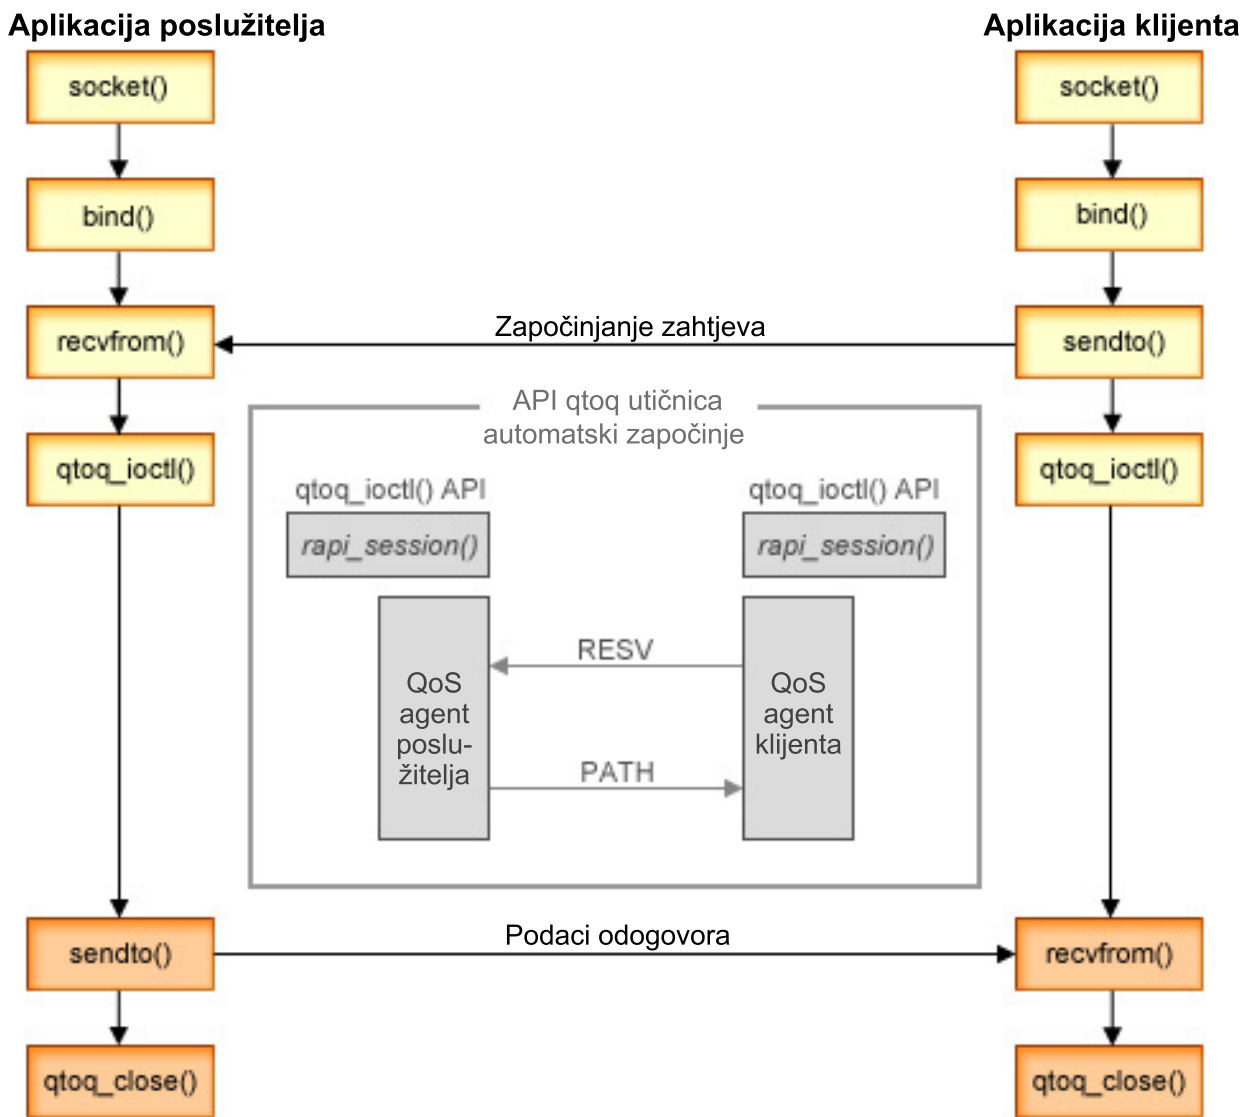 Aplikacija poslužitelja
Aplikacija klijenta
socket()
socket()
bind()
bind()
recvfrom()
Započinjanje zahtjeva
sendto()
API qtoq utičnica
automatski započinje
qtoq_ioctl()
qtoq_ioctl()
qtoq_ioctl() API
qtoq_ioctl() API
rapi_session()
rapi_session()
RESV
QoS
agent
poslu-
žitelja
QoS
agent
klijenta
PATH
sendto()
Podaci odogovora
recvfrom()
qtoq_close()
qtoq_close()